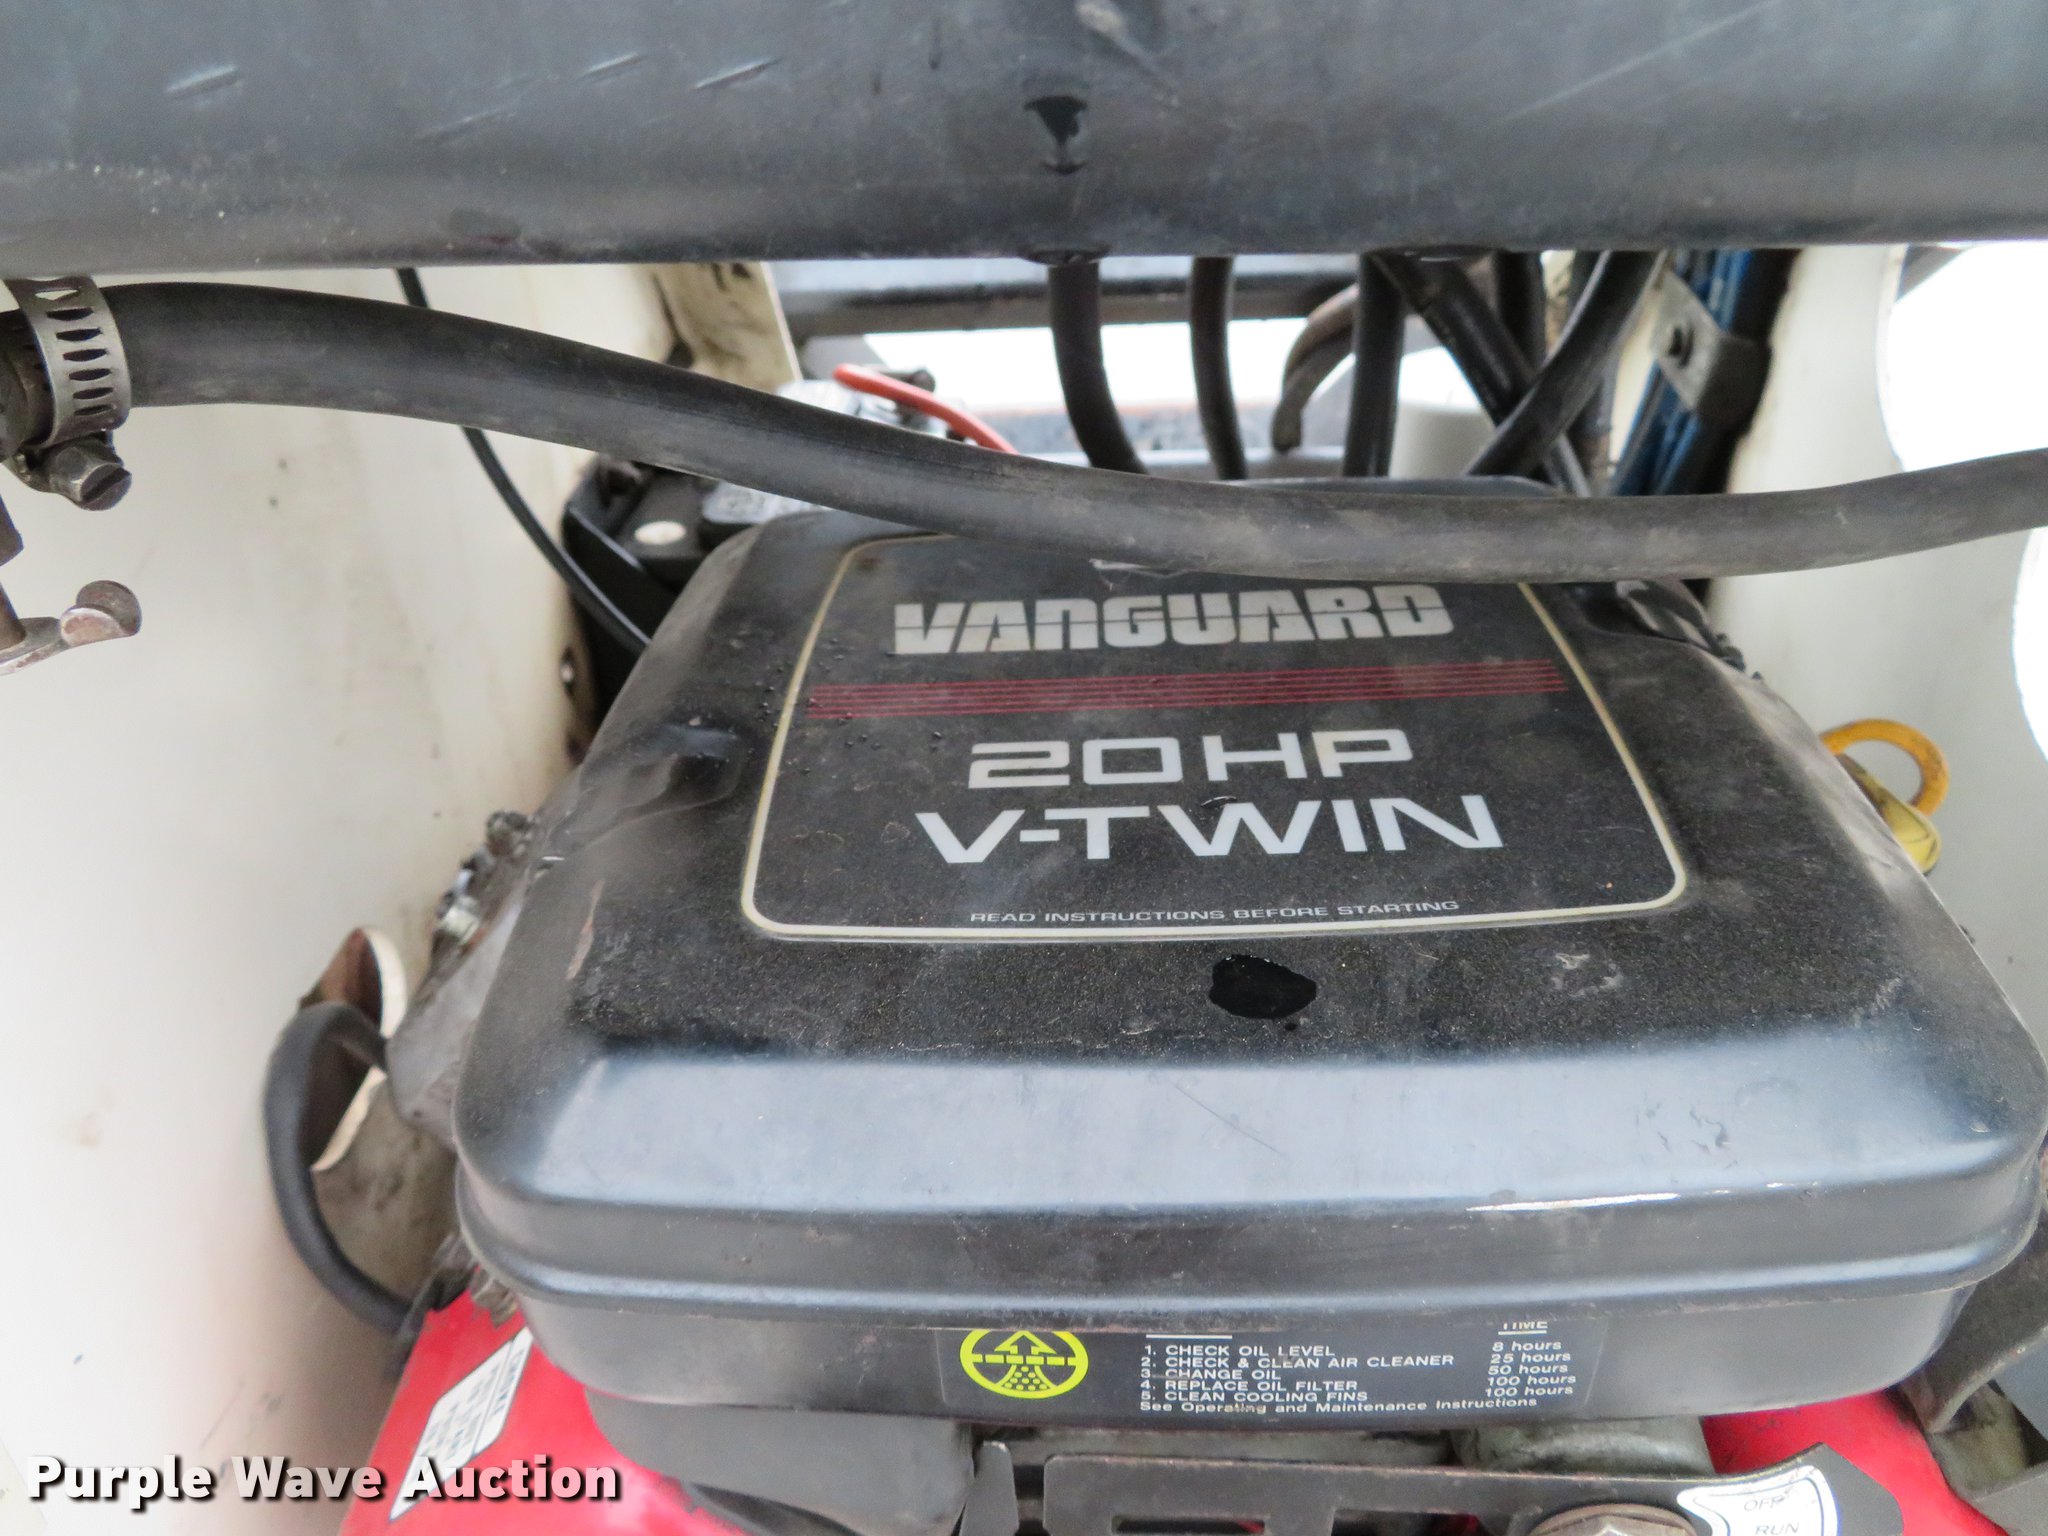 VANGUARD
20HP
V-TWIN
READ INSTRUCTIONS BEFORE STARTING
TIME
1. CHECK OIL LEVEL 8 hours
2. CHECK & CLEAN AIR CLEANER 25 hours
3. CHANGE OIL 50 hours
4. REPLACE OIL FILTER 100 hours
5. CLEAN COOLING FINS 100 hours
See Operating and Maintenance Instructions
OFF
RUN
Purple Wave Auction